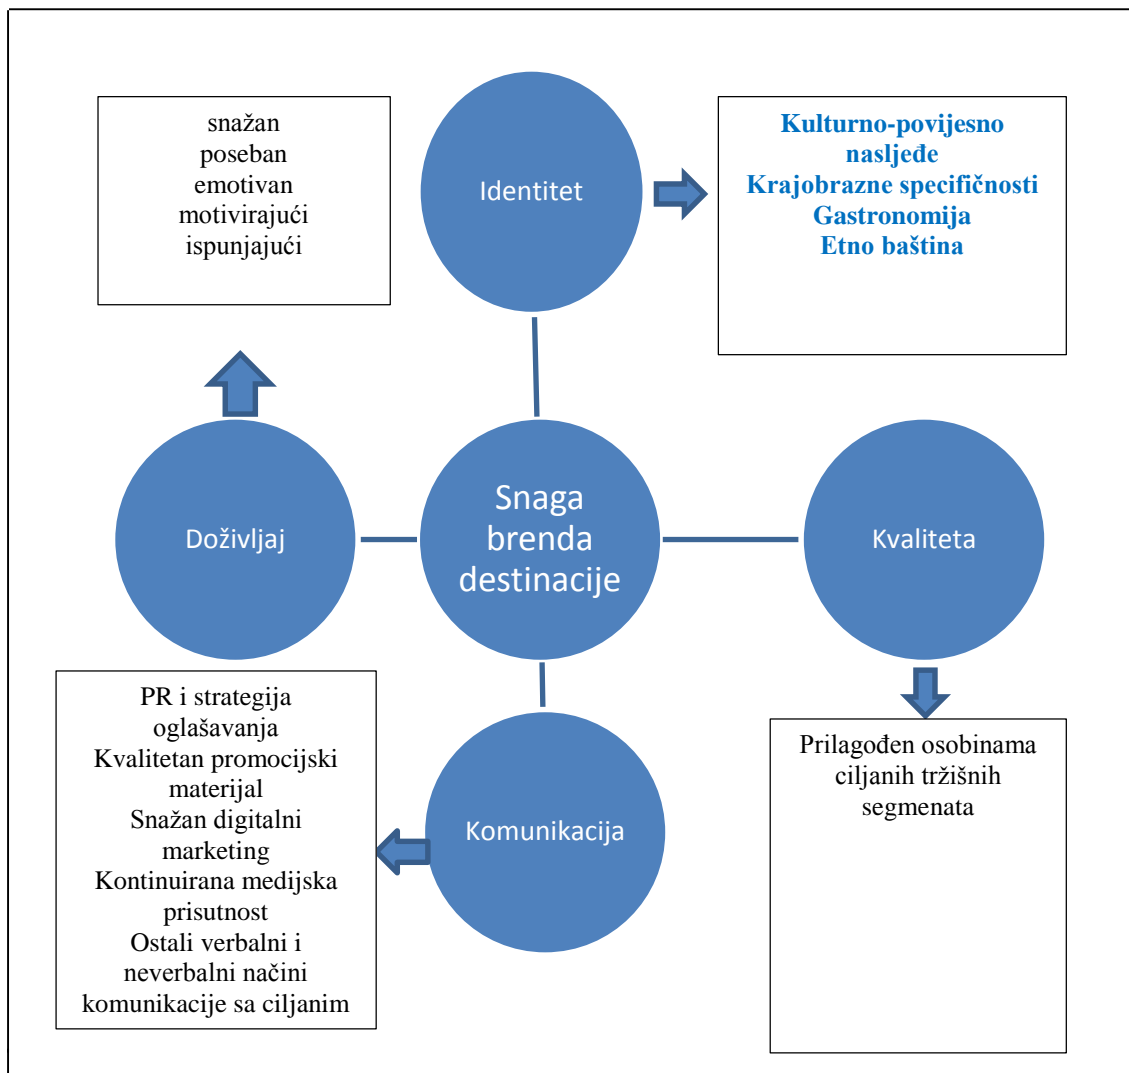 snažan
poseban
emotivan
motivirajući
ispunjajući
Identitet
Kulturno-povijesno
nasljeđe
Krajobrazne specifičnosti
Gastronomija
Etno baština
Doživljaj
Snaga
brenda
destinacije
Kvaliteta
PR i strategija
oglašavanja
Kvalitetan promocijski
materijal
Snažan digitalni
marketing
Kontinuirana medijska
prisutnost
Ostali verbalni i
neverbalni načini
komunikacije sa ciljanim
Komunikacija
Prilagođen osobinama
ciljanih tržišnih
segmenata